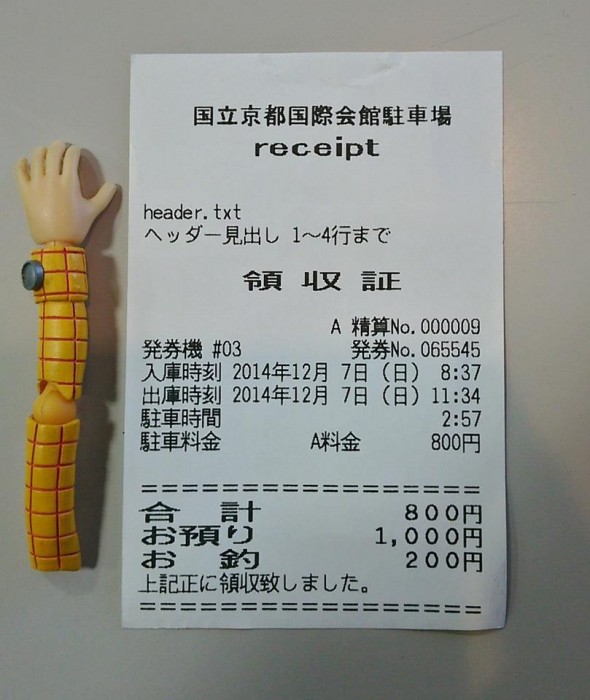 国立京都国際会館駐車場
receipt
header.txt
ヘッダー見出し 1～4行まで
領 収 証
A 精算No.000009
発券機 #03 発券No.065545
入庫時刻 2014年12月 7日（日） 8:37
出庫時刻 2014年12月 7日（日）11:34
駐車時間 2:57
駐車料金 A料金 800円
=======================
合 計 800円
お預り 1,000円
お 釣 200円
上記正に領収致しました。
=======================